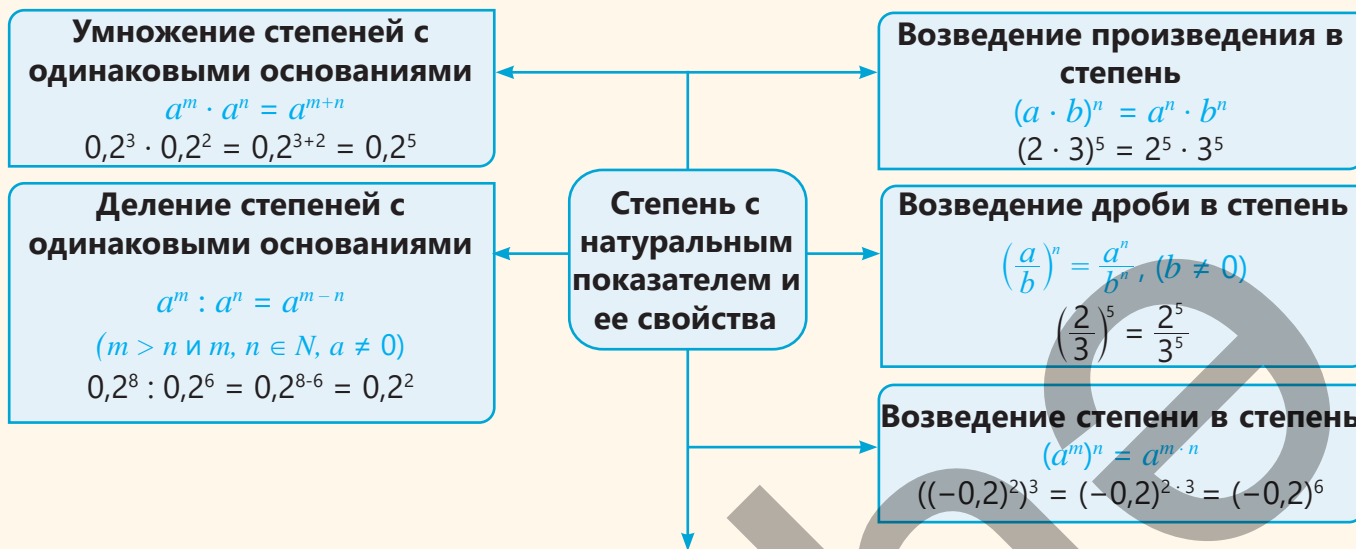 Умножение степеней с
одинаковыми основаниями
aᵐ · aⁿ = aᵐ⁺ⁿ
0,2³ · 0,2² = 0,2³⁺² = 0,2⁵
Деление степеней с
одинаковыми основаниями
aᵐ : aⁿ = aᵐ⁻ⁿ
(m > n и m, n ∈ N, a ≠ 0)
0,2⁸ : 0,2⁶ = 0,2⁸⁻⁶ = 0,2²
Степень с
натуральным
показателем и
ее свойства
Возведение произведения в
степень
(a · b)ⁿ = aⁿ · bⁿ
(2 · 3)⁵ = 2⁵ · 3⁵
Возведение дроби в степень
(a/b)ⁿ = aⁿ/bⁿ, (b ≠ 0)
(2/3)⁵ = 2⁵/3⁵
Возведение степени в степень
(aᵐ)ⁿ = aᵐ ˙ ⁿ
((−0,2)²)³ = (−0,2)² ˙ ³ = (−0,2)⁶